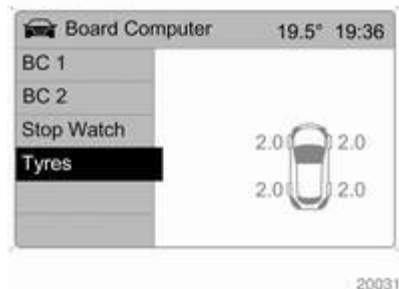 Board Computer 19.5° 19:36
BC 1
BC 2
Stop Watch
Tyres
2.0 2.0
2.0 2.0
20031